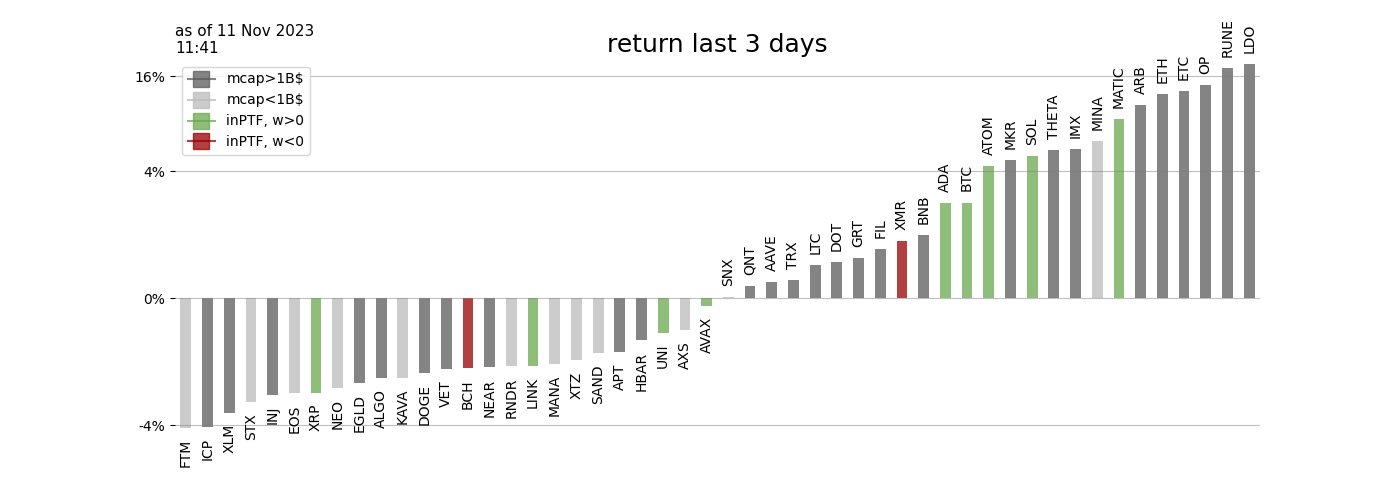 as of 11 Nov 2023
11:41
return last 3 days
mcap>1B$
mcap<1B$
inPTF, w>0
inPTF, w<0
16%
4%
0%
-4%
FTM
ICP
XLM
STX
INJ
EOS
XRP
NEO
EGLD
ALGO
KAVA
DOGE
VET
BCH
NEAR
RNDR
LINK
MANA
XTZ
SAND
APT
HBAR
UNI
AXS
AVAX
SNX
QNT
AAVE
TRX
LTC
DOT
GRT
FIL
XMR
BNB
ADA
BTC
ATOM
MKR
SOL
THETA
IMX
MINA
MATIC
ARB
ETH
ETC
OP
RUNE
LDO